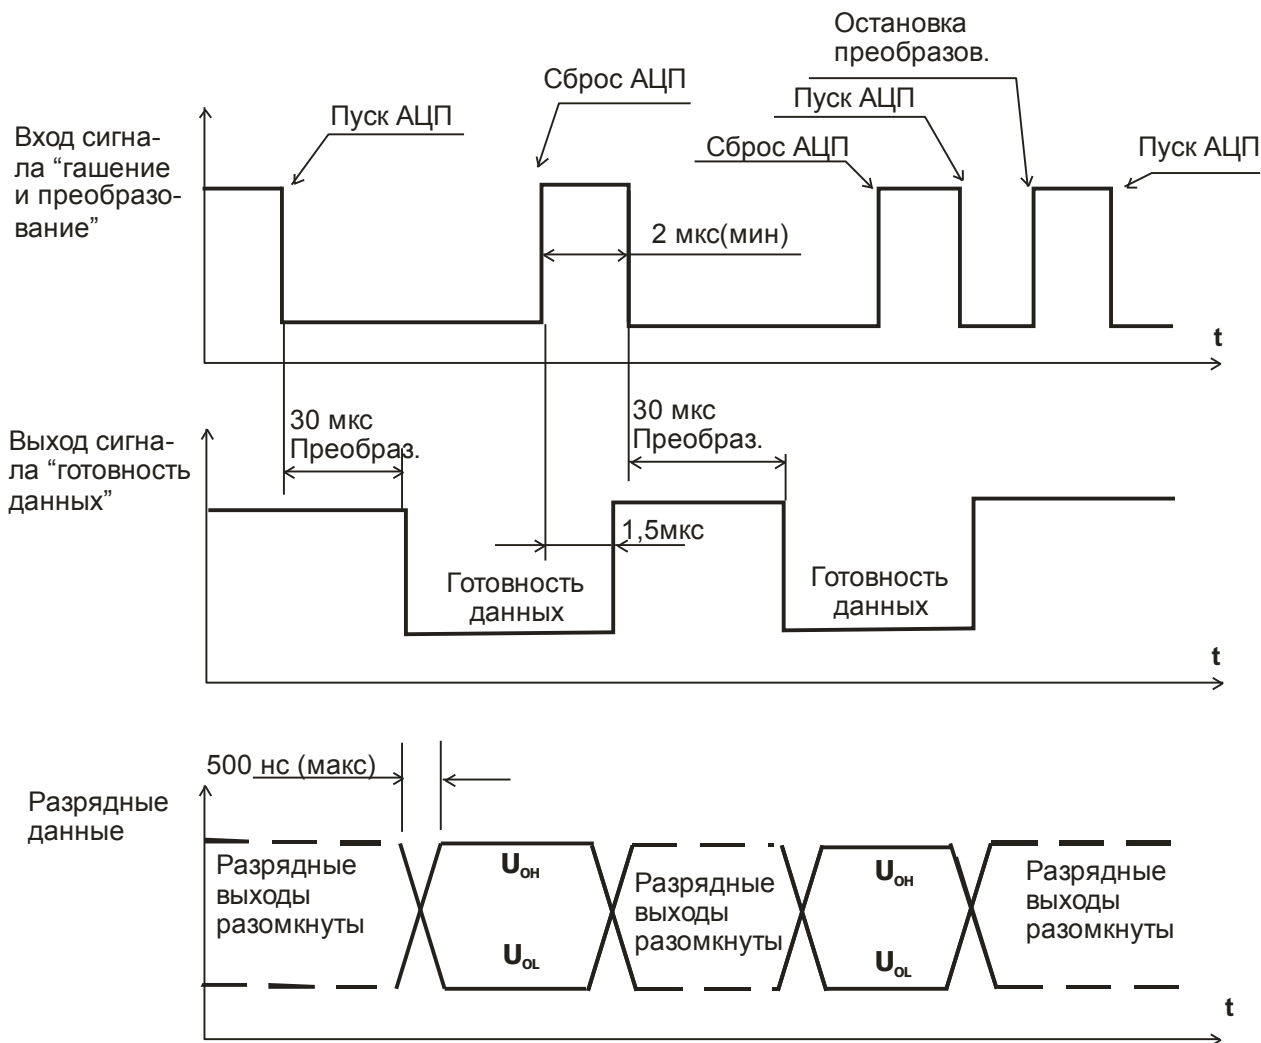 Остановка
преобразов.
Сброс АЦП
Пуск АЦП
Пуск АЦП
Сброс АЦП
Пуск АЦП
Вход сигна-
ла “гашение
и преобразо-
вание”
2 мкс(мин)
t
30 мкс
Преобраз.
30 мкс
Преобраз.
Выход сигна-
ла “готовность
данных”
1,5мкс
Готовность
данных
Готовность
данных
t
500 нс (макс)
Разрядные
данные
Разрядные
выходы
разомкнуты
UOH
UOL
Разрядные
выходы
разомкнуты
UOH
UOL
Разрядные
выходы
разомкнуты
t